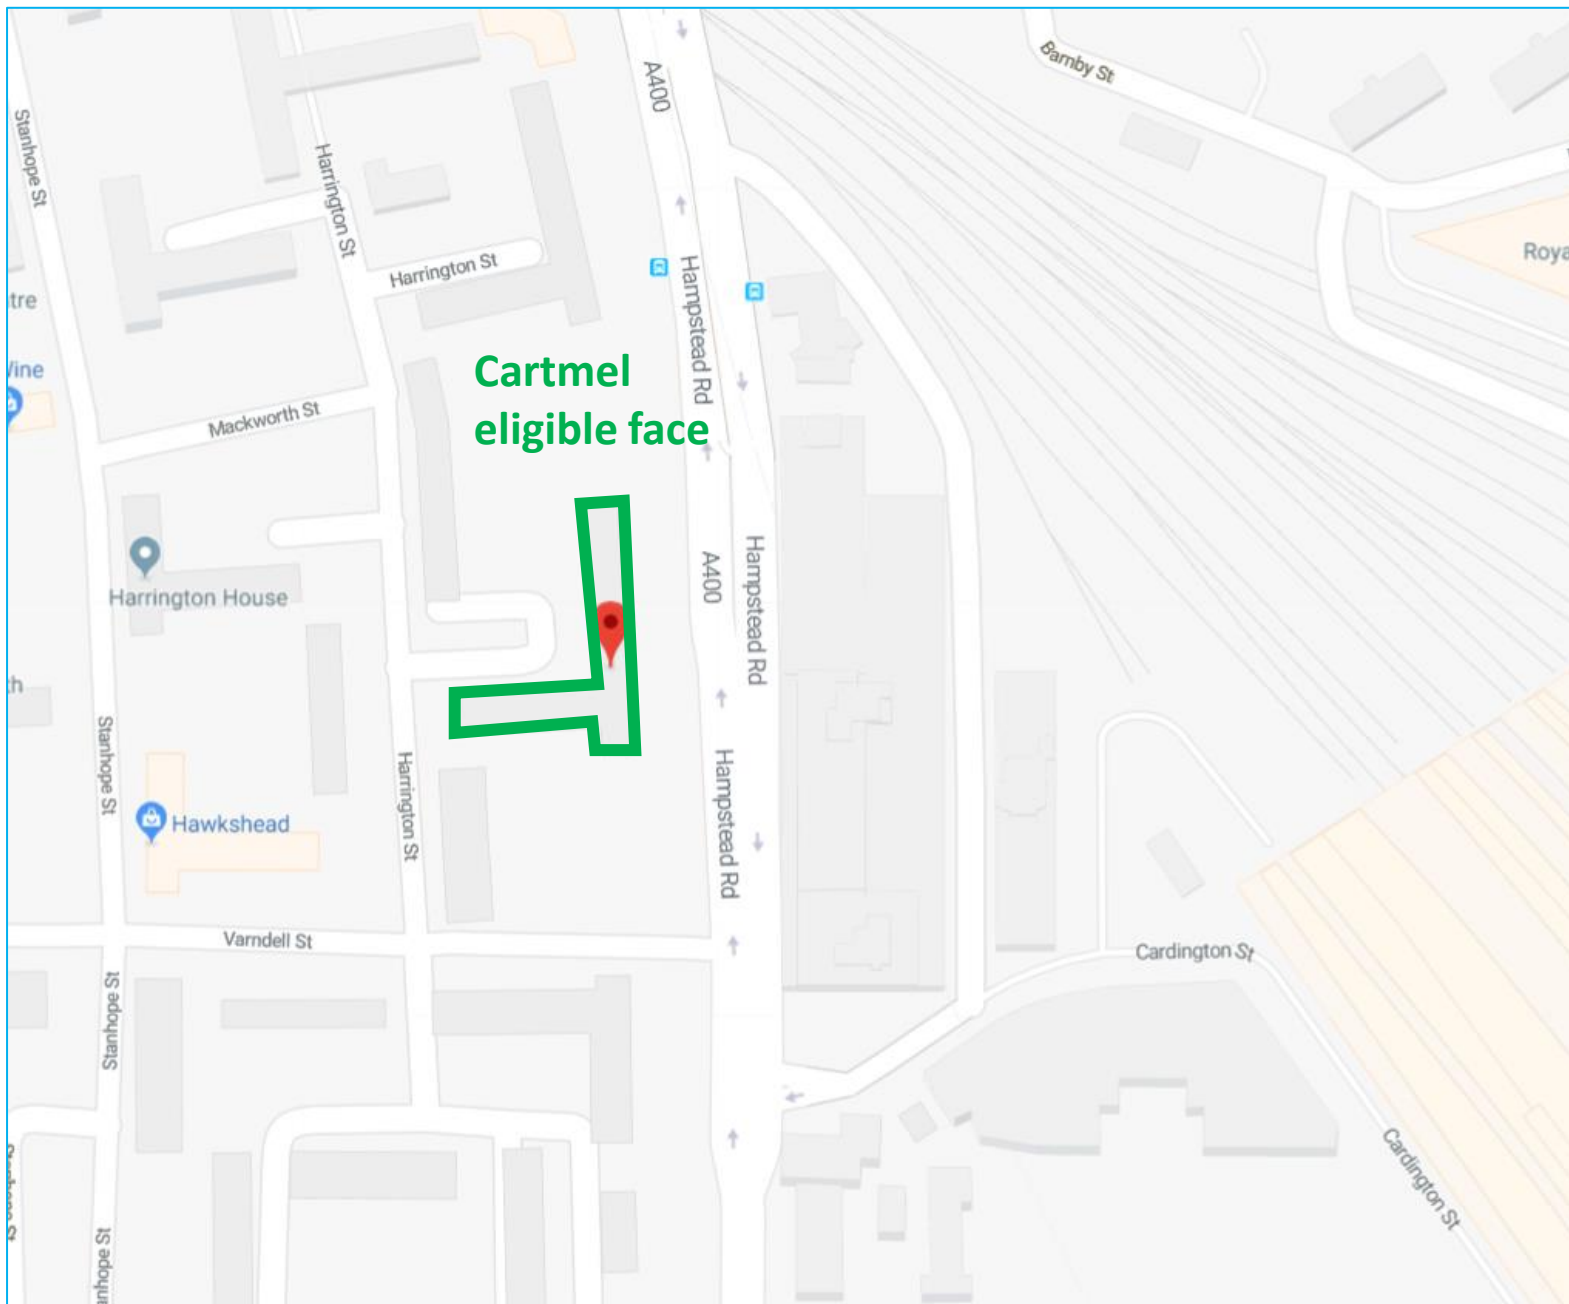 A400
Barnby St
Stanhope St
Harrington St
Roya
Harrington St
Hampstead Rd
tre
Cartmel
eligible face
Mackworth St
Hampstead Rd
A400
Harrington House
th
Stanhope St
Harrington St
Hampstead Rd
Hawkshead
Varndell St
Cardington St
Stanhope St
Cardington St
anhope St